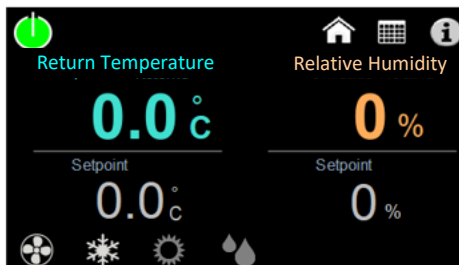 Return Temperature Relative Humidity
0.0 °C 0 %
Setpoint Setpoint
0.0 °C 0 %